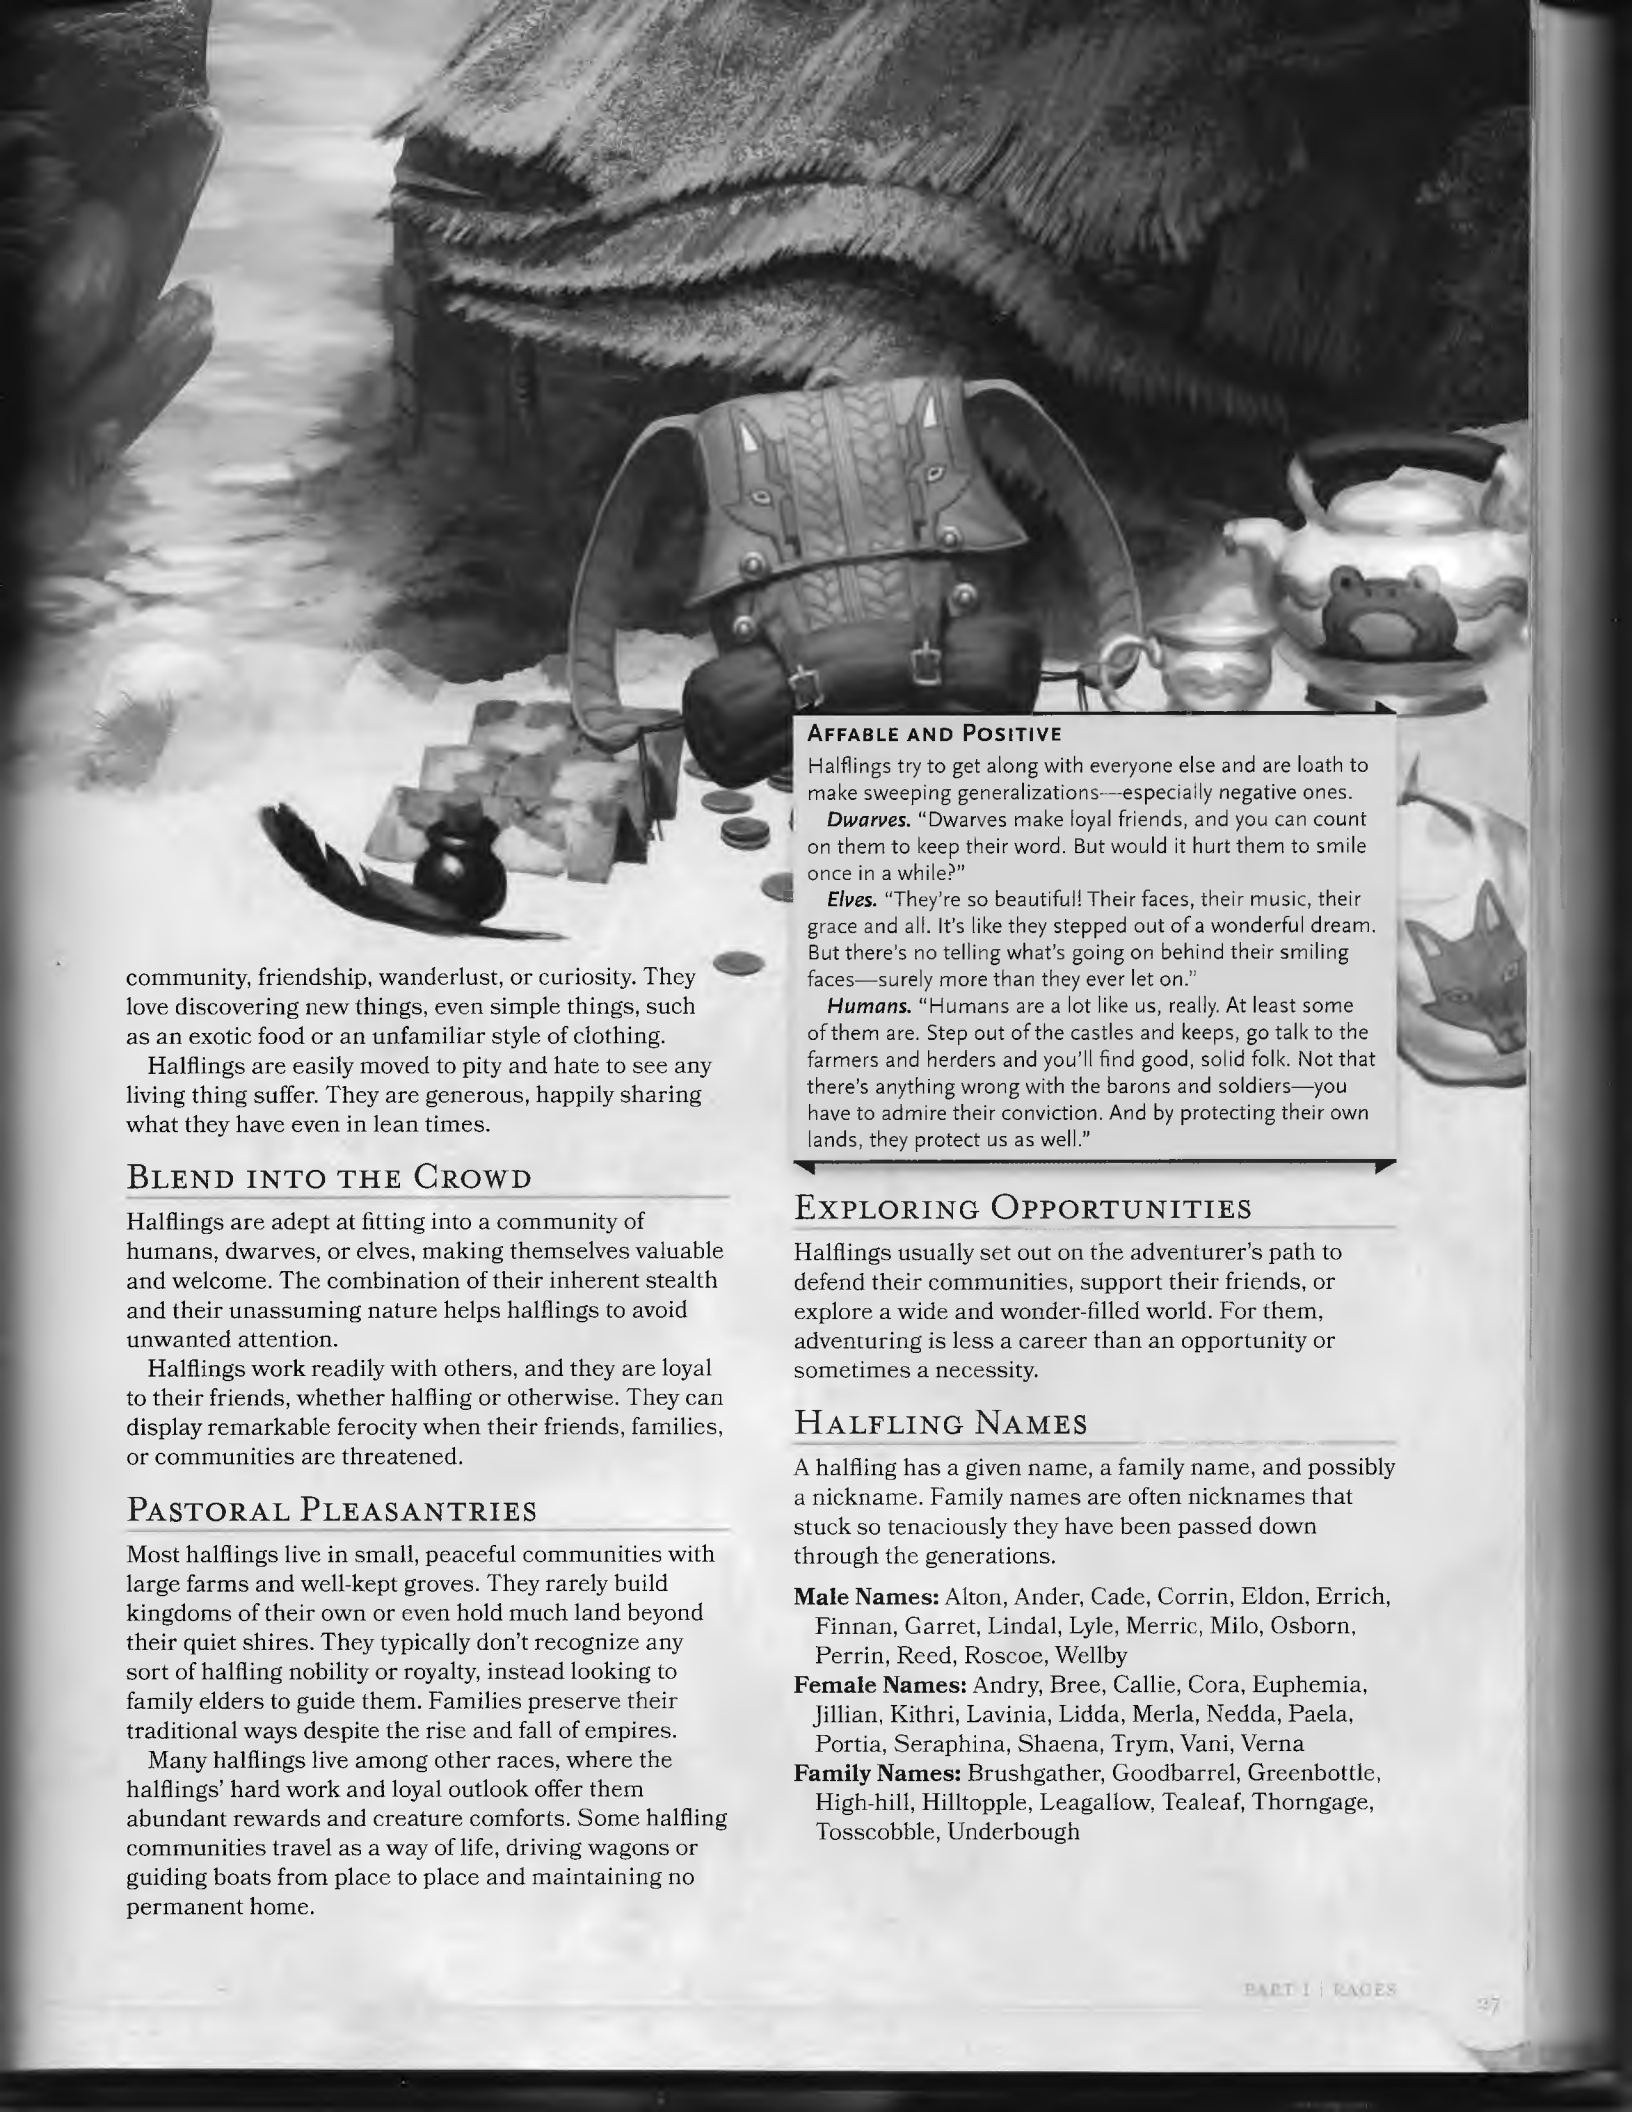 community, friendship, wanderlust, or curiosity. They
love discovering new things, even simple things, such
as an exotic food or an unfamiliar style of clothing.
Halflings are easily moved to pity and hate to see any
living thing suffer. They are generous, happily sharing
what they have even in lean times.
BLEND INTO THE CROWD
Halflings are adept at fitting into a community of
humans, dwarves, or elves, making themselves valuable
and welcome. The combination of their inherent stealth
and their unassuming nature helps halflings to avoid
unwanted attention.
Halflings work readily with others, and they are loyal
to their friends, whether halfling or otherwise. They can
display remarkable ferocity when their friends, families,
or communities are threatened.
PASTORAL PLEASANTRIES
Most halflings live in small, peaceful communities with
large farms and well-kept groves. They rarely build
kingdoms of their own or even hold much land beyond
their quiet shires. They typically don't recognize any
sort of halfling nobility or royalty, instead looking to
family elders to guide them. Families preserve their
traditional ways despite the rise and fall of empires.
Many halflings live among other races, where the
halflings' hard work and loyal outlook offer them
abundant rewards and creature comforts. Some halfling
communities travel as a way of life, driving wagons or
guiding boats from place to place and maintaining no
permanent home.
AFFABLE AND POSITIVE
Halflings try to get along with everyone else and are loath to
make sweeping generalizations—especially negative ones.
Dwarves. “Dwarves make loyal friends, and you can count
on them to keep their word. But would it hurt them to smile
once in a while?”
Elves. “They're so beautiful! Their faces, their music, their
grace and all. It's like they stepped out of a wonderful dream.
But there's no telling what's going on behind their smiling
faces—surely more than they ever let on.”
Humans. “Humans are a lot like us, really. At least some
of them are. Step out of the castles and keeps, go talk to the
farmers and herders and you'll find good, solid folk. Not that
there's anything wrong with the barons and soldiers—you
have to admire their conviction. And by protecting their own
lands, they protect us as well.”
EXPLORING OPPORTUNITIES
Halflings usually set out on the adventurer's path to
defend their communities, support their friends, or
explore a wide and wonder-filled world. For them,
adventuring is less a career than an opportunity or
sometimes a necessity.
HALFLING NAMES
A halfling has a given name, a family name, and possibly
a nickname. Family names are often nicknames that
stuck so tenaciously they have been passed down
through the generations.
Male Names: Alton, Ander, Cade, Corrin, Eldon, Errich,
Finnan, Garret, Lindal, Lyle, Merric, Milo, Osborn,
Perrin, Reed, Roscoe, Wellby
Female Names: Andry, Bree, Callie, Cora, Euphemia,
Jillian, Kithri, Lavinia, Lidda, Merla, Nedda, Paela,
Portia, Seraphina, Shaena, Trym, Vani, Verna
Family Names: Brushgather, Goodbarrel, Greenbottle,
High-hill, Hilltopple, Leagallow, Tealeaf, Thorngage,
Tosscobble, Underbough
PART 1 | RACES
27